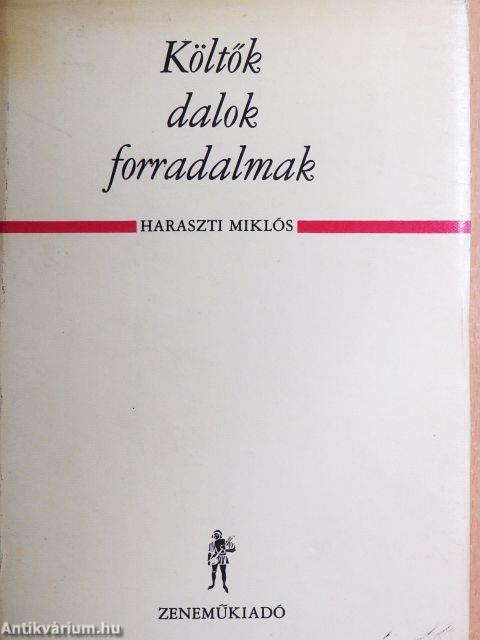 Költők
dalok
forradalmak
HARASZTI MIKLÓS
ZENEMŰKIADÓ
Antikvárium.hu